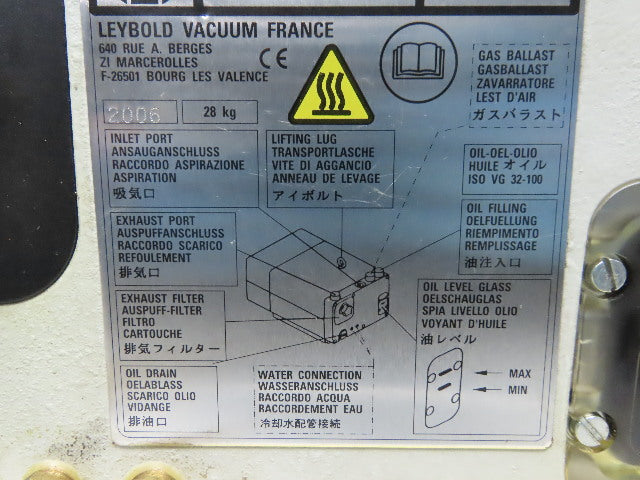 LEYBOLD VACUUM FRANCE
640 RUE A. BERGES
ZI MARCEROLLES
F-26501 BOURG LES VALENCE
CE
2006
28 kg
GAS BALLAST
GASBALLAST
ZAVARRATORE
LEST D'AIR
ガスバラスト
INLET PORT
ANSAUGANSCHLUSS
RACCORDO ASPIRAZIONE
ASPIRATION
吸気口
LIFTING LUG
TRANSPORTLASCHE
VITE DI AGGANCIO
ANNEAU DE LEVAGE
アイボルト
OIL-OEL-OLIO
HUILE オイル
ISO VG 32-100
EXHAUST PORT
AUSPUFFANSCHLUSS
RACCORDO SCARICO
REFOULEMENT
排気口
OIL FILLING
OELFUELLUNG
RIEMPIMENTO
REMPLISSAGE
油注入口
EXHAUST FILTER
AUSPUFF-FILTER
FILTRO
CARTOUCHE
排気フィルター
OIL LEVEL GLASS
OELSCHAUGLAS
SPIA LIVELLO OLIO
VOYANT D'HUILE
油レベル
OIL DRAIN
OELABLASS
SCARICO OLIO
VIDANGE
排油口
WATER CONNECTION
WASSERANSCHLUSS
RACCORDO ACQUA
RACCORDEMENT EAU
冷却水配管接続
MAX
MIN